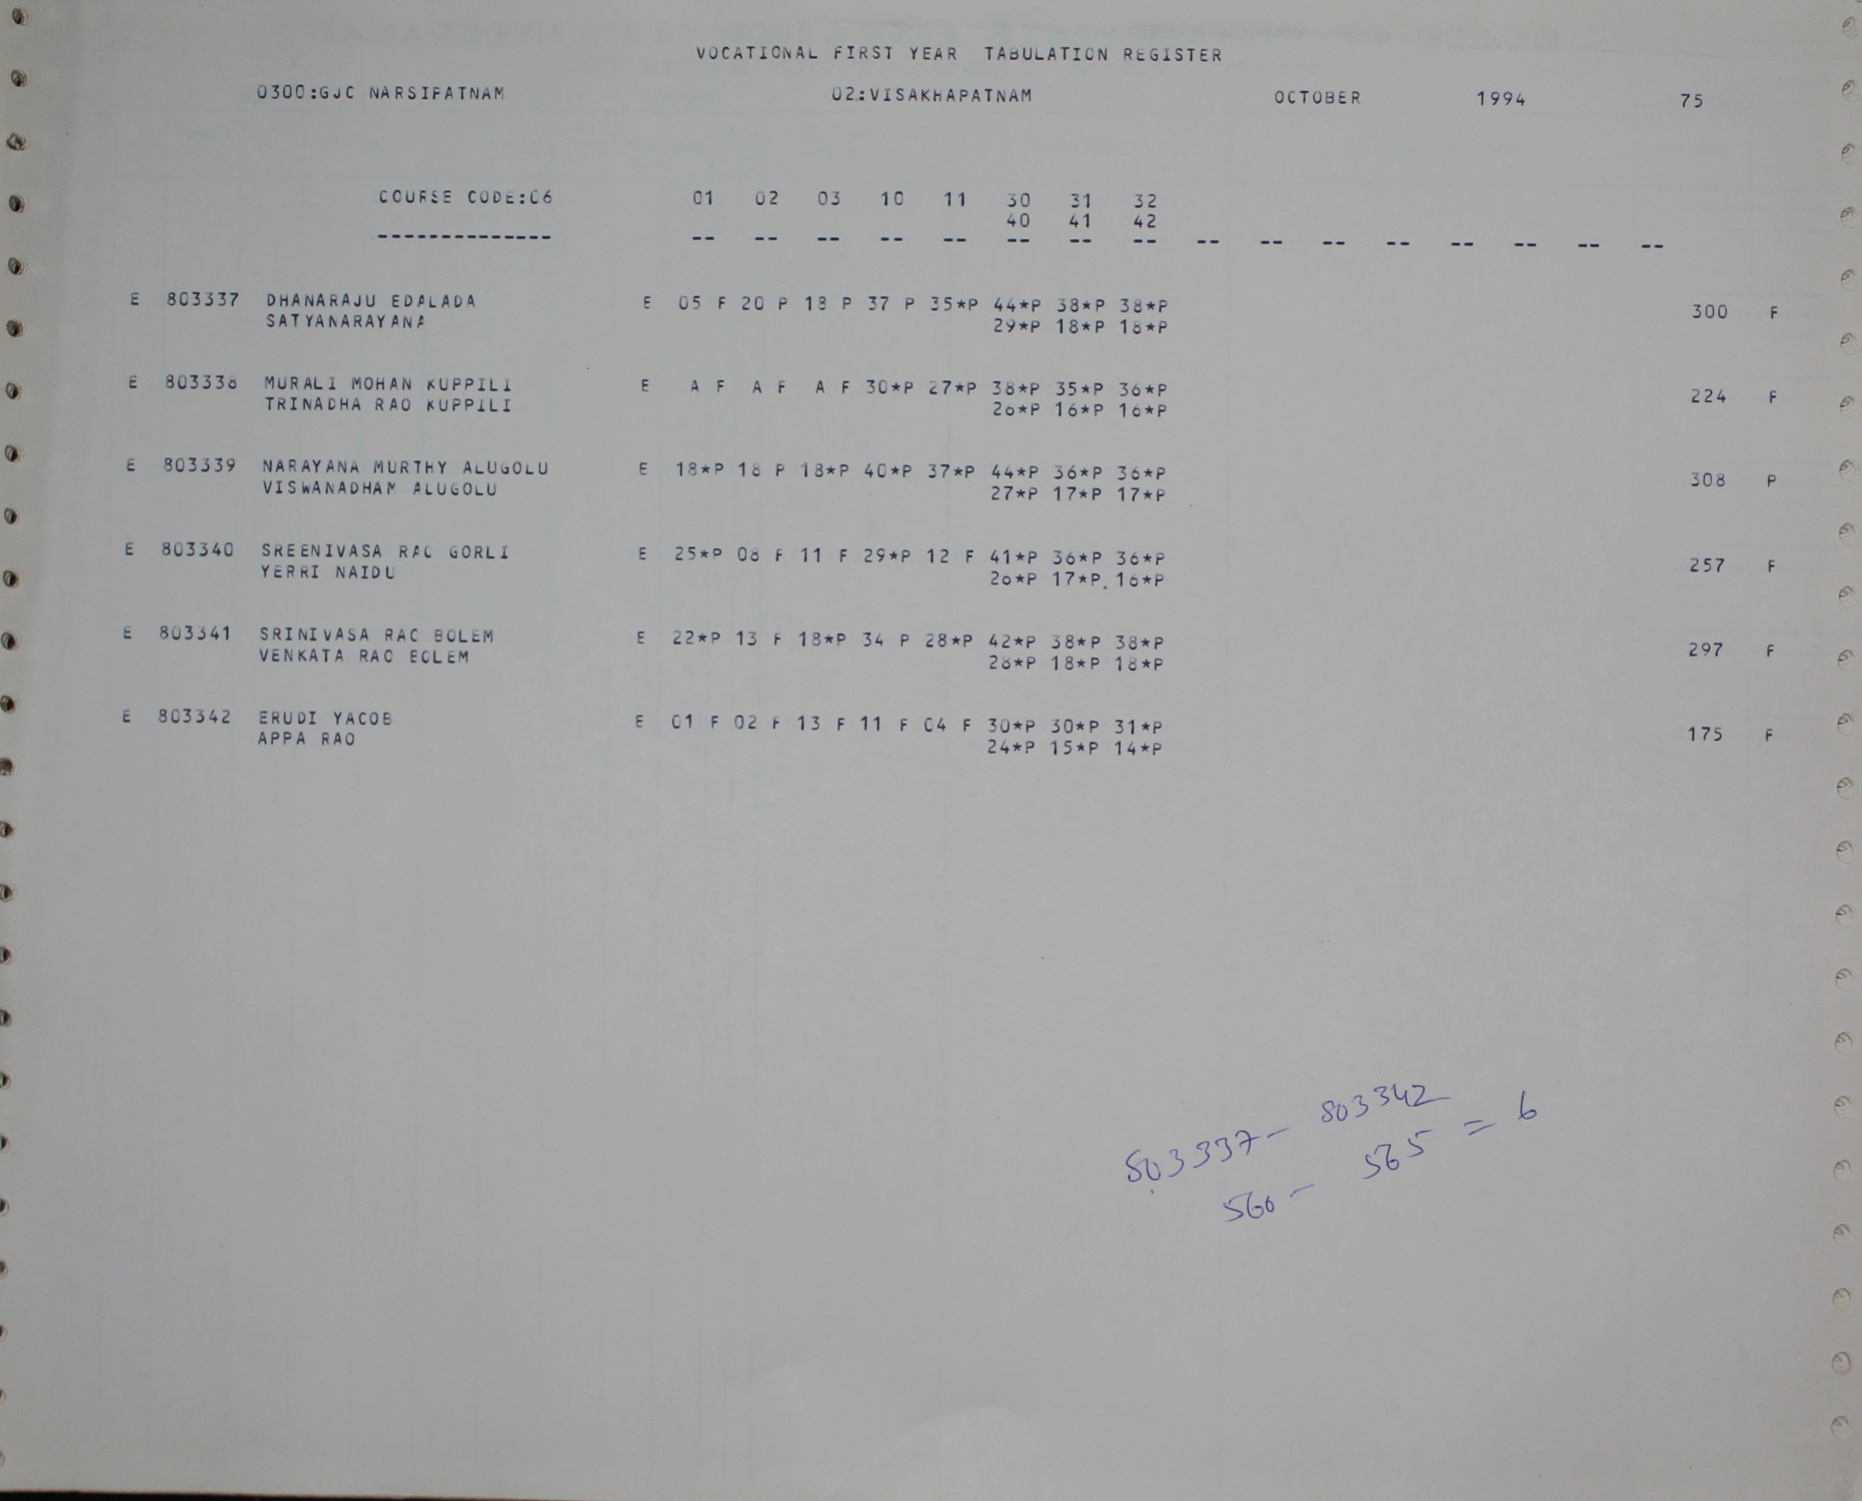 VOCATIONAL FIRST YEAR TABULATION REGISTER
0300:GJC NARSIPATNAM 02:VISAKHAPATNAM OCTOBER 1994 75
COURSE CODE:C6 01 02 03 10 11 30 31 32
40 41 42
-------------- -- -- -- -- -- -- -- -- -- -- -- -- -- -- -- --
E 803337 DHANARAJU EDALADA E 05 F 20 P 18 P 37 P 35*P 44*P 38*P 38*P 300 F
SATYANARAYANA 29*P 18*P 18*P
E 803338 MURALI MOHAN KUPPILI E A F A F A F 30*P 27*P 38*P 35*P 36*P 224 F
TRINADHA RAO KUPPILI 26*P 16*P 16*P
E 803339 NARAYANA MURTHY ALUGOLU E 18*P 18 P 18*P 40*P 37*P 44*P 36*P 36*P 308 P
VISWANADHAM ALUGOLU 27*P 17*P 17*P
E 803340 SREENIVASA RAO GORLI E 25*P 08 F 11 F 29*P 12 F 41*P 36*P 36*P 257 F
YERRI NAIDU 26*P 17*P 16*P
E 803341 SRINIVASA RAO BOLEM E 22*P 13 F 18*P 34 P 28*P 42*P 38*P 38*P 297 F
VENKATA RAO BOLEM 28*P 18*P 18*P
E 803342 ERUDI YACOB E 01 F 02 F 13 F 11 F 04 F 30*P 30*P 31*P 175 F
APPA RAO 24*P 15*P 14*P
803337 - 803342
560 - 565 = 6